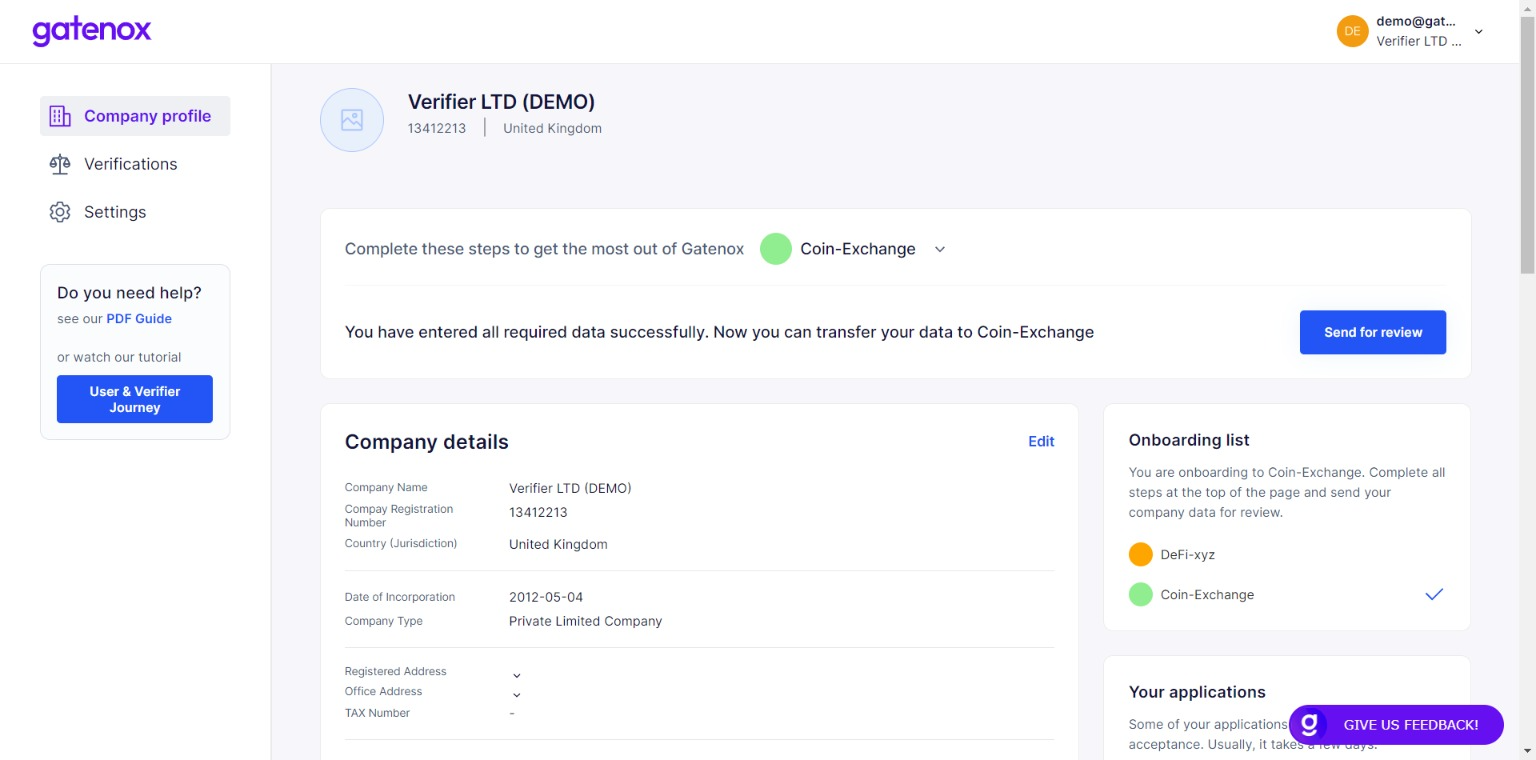 gatenox
DE
demo@gat...
Verifier LTD ...
Company profile
Verifications
Settings
Do you need help?
see our PDF Guide
or watch our tutorial
User & Verifier
Journey
Verifier LTD (DEMO)
13412213 | United Kingdom
Complete these steps to get the most out of Gatenox Coin-Exchange
You have entered all required data successfully. Now you can transfer your data to Coin-Exchange
Send for review
Company details
Edit
Company Name Verifier LTD (DEMO)
Compay Registration
Number
13412213
Country (Jurisdiction) United Kingdom
Date of Incorporation 2012-05-04
Company Type Private Limited Company
Registered Address
Office Address
TAX Number -
Onboarding list
You are onboarding to Coin-Exchange. Complete all
steps at the top of the page and send your
company data for review.
DeFi-xyz
Coin-Exchange
Your applications
Some of your applications
acceptance. Usually, it takes a few days.
g GIVE US FEEDBACK!